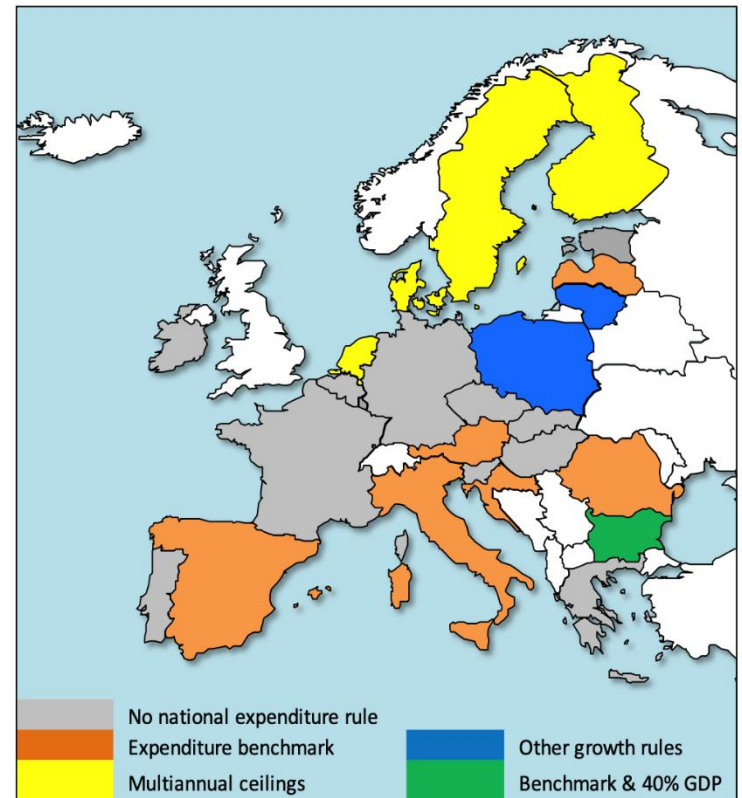 No national expenditure rule
Expenditure benchmark
Other growth rules
Multiannual ceilings
Benchmark & 40% GDP